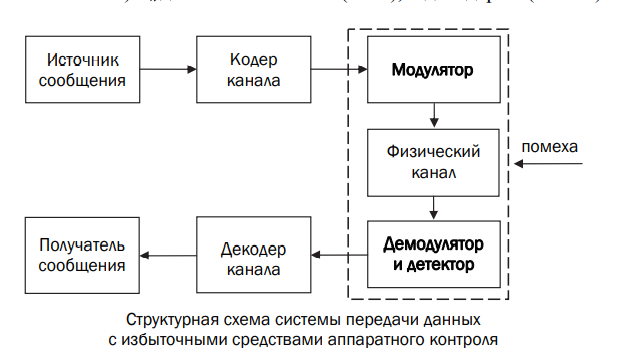 Источник
сообщения
Кодер
канала
Модулятор
Физический
канал
помеха
Получатель
сообщения
Декодер
канала
Демодулятор
и детектор
Структурная схема системы передачи данных
с избыточными средствами аппаратного контроля